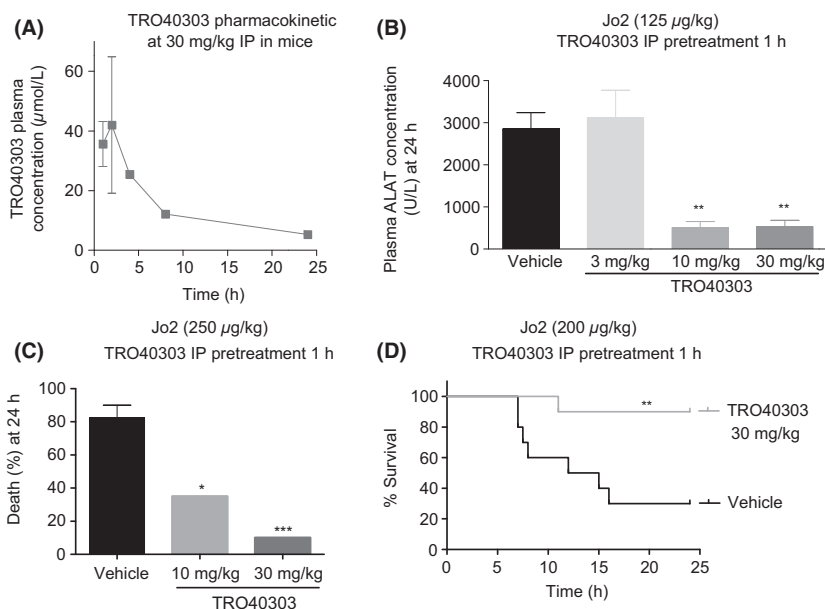 (A)
TRO40303 pharmacokinetic
at 30 mg/kg IP in mice
TRO40303 plasma
concentration (µmol/L)
60
40
20
0
0 5 10 15 20 25
Time (h)
(B)
Jo2 (125 µg/kg)
TRO40303 IP pretreatment 1 h
Plasma ALAT concentration
(U/L) at 24 h
4000
3000
2000
1000
0
** **
Vehicle 3 mg/kg 10 mg/kg 30 mg/kg
TRO40303
(C)
Jo2 (250 µg/kg)
TRO40303 IP pretreatment 1 h
Death (%) at 24 h
100
80
60
40
20
0
*
***
Vehicle 10 mg/kg 30 mg/kg
TRO40303
(D)
Jo2 (200 µg/kg)
TRO40303 IP pretreatment 1 h
% Survival
100
80
60
40
20
0
**
TRO40303
30 mg/kg
Vehicle
0 5 10 15 20 25
Time (h)